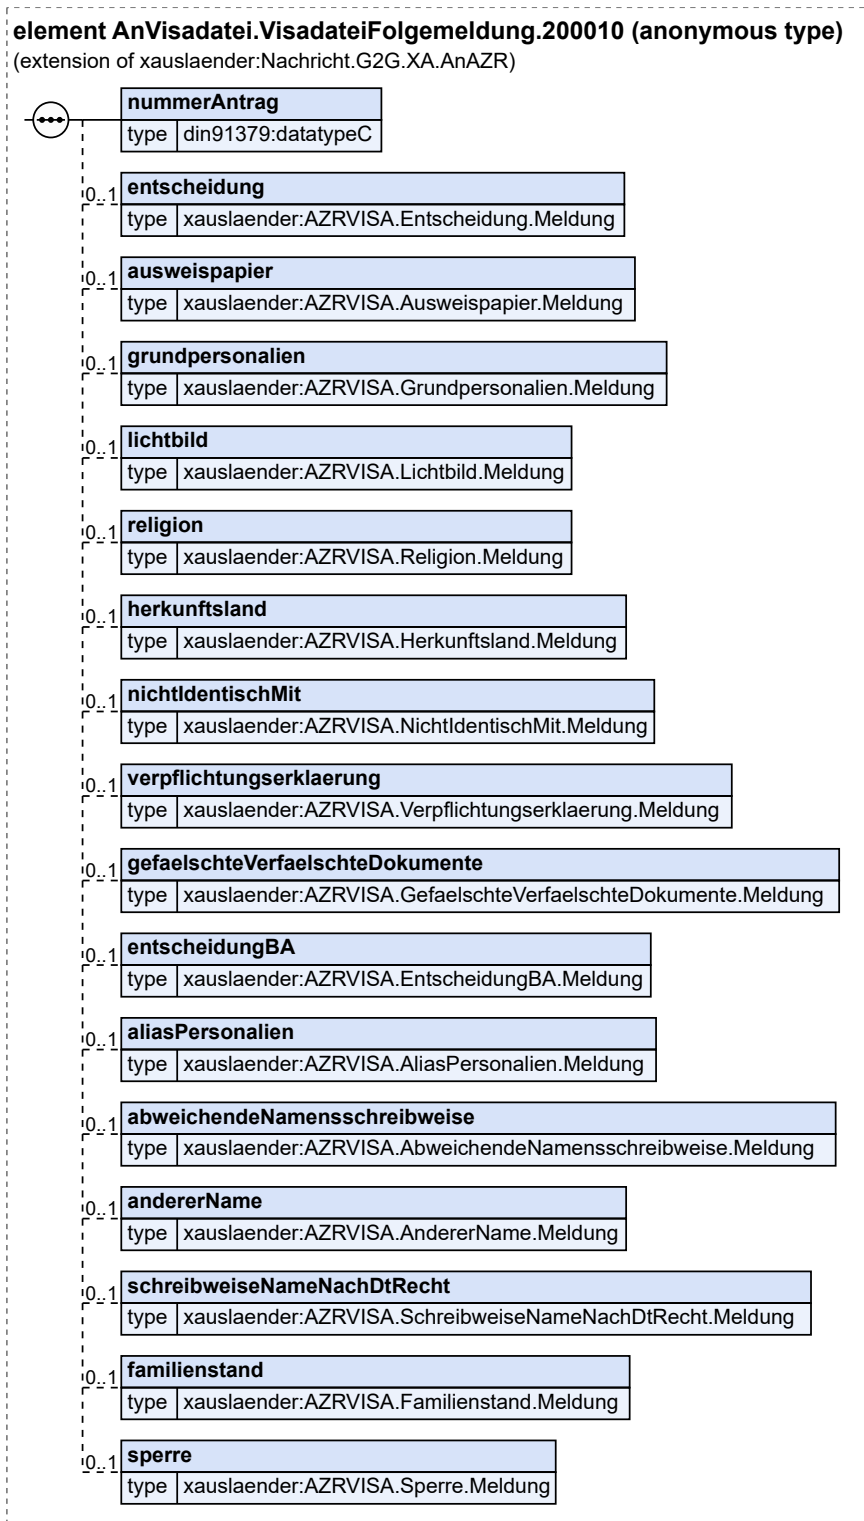 element AnVisadatei.VisadateiFolgemeldung.200010 (anonymous type)
(extension of xauslaender:Nachricht.G2G.XA.AnAZR)
nummerAntrag
type din91379:datatypeC
0..1 entscheidung
type xauslaender:AZRVISA.Entscheidung.Meldung
0..1 ausweispapier
type xauslaender:AZRVISA.Ausweispapier.Meldung
0..1 grundpersonalien
type xauslaender:AZRVISA.Grundpersonalien.Meldung
0..1 lichtbild
type xauslaender:AZRVISA.Lichtbild.Meldung
0..1 religion
type xauslaender:AZRVISA.Religion.Meldung
0..1 herkunftsland
type xauslaender:AZRVISA.Herkunftsland.Meldung
0..1 nichtIdentischMit
type xauslaender:AZRVISA.NichtIdentischMit.Meldung
0..1 verpflichtungserklaerung
type xauslaender:AZRVISA.Verpflichtungserklaerung.Meldung
0..1 gefaelschteVerfaelschteDokumente
type xauslaender:AZRVISA.GefaelschteVerfaelschteDokumente.Meldung
0..1 entscheidungBA
type xauslaender:AZRVISA.EntscheidungBA.Meldung
0..1 aliasPersonalien
type xauslaender:AZRVISA.AliasPersonalien.Meldung
0..1 abweichendeNamensschreibweise
type xauslaender:AZRVISA.AbweichendeNamensschreibweise.Meldung
0..1 andererName
type xauslaender:AZRVISA.AndererName.Meldung
0..1 schreibweiseNameNachDtRecht
type xauslaender:AZRVISA.SchreibweiseNameNachDtRecht.Meldung
0..1 familienstand
type xauslaender:AZRVISA.Familienstand.Meldung
0..1 sperre
type xauslaender:AZRVISA.Sperre.Meldung